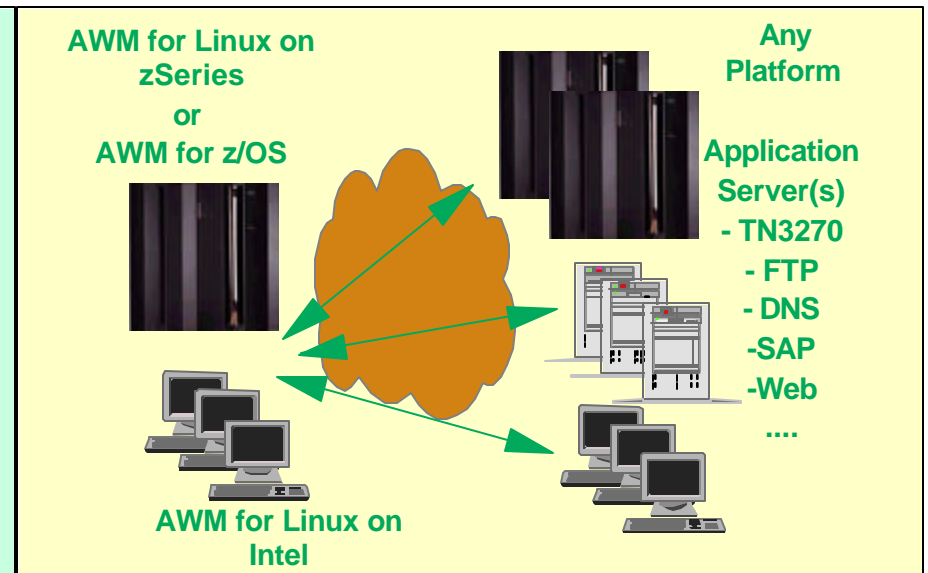 AWM for Linux on
zSeries
or
AWM for z/OS
AWM for Linux on
Intel
Any
Platform
Application
Server(s)
- TN3270
- FTP
- DNS
-SAP
-Web
....